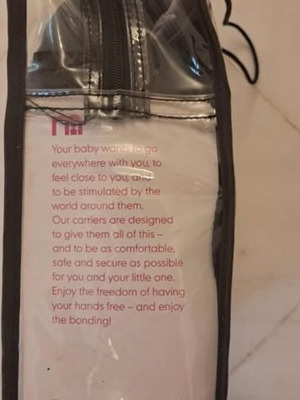 Your baby wants to go
everywhere with you, to
feel close to you, and
to be stimulated by the
world around them.
Our carriers are designed
to give them all of this –
and to be as comfortable,
safe and secure as possible
for you and your little one.
Enjoy the freedom of having
your hands free – and enjoy
the bonding!